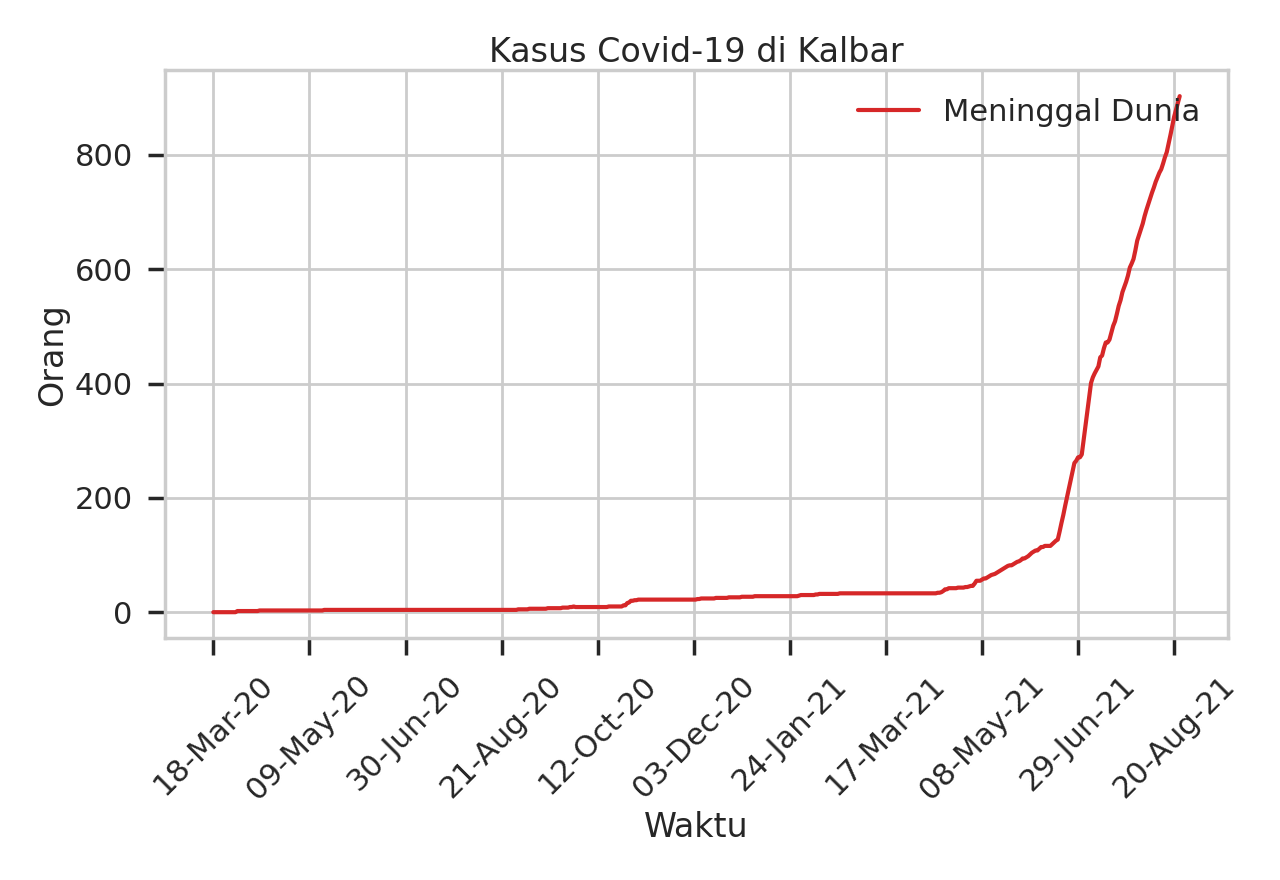 Kasus Covid-19 di Kalbar
Meninggal Dunia
800
600
400
200
0
Orang
18-Mar-20
09-May-20
30-Jun-20
21-Aug-20
12-Oct-20
03-Dec-20
24-Jan-21
17-Mar-21
08-May-21
29-Jun-21
20-Aug-21
Waktu